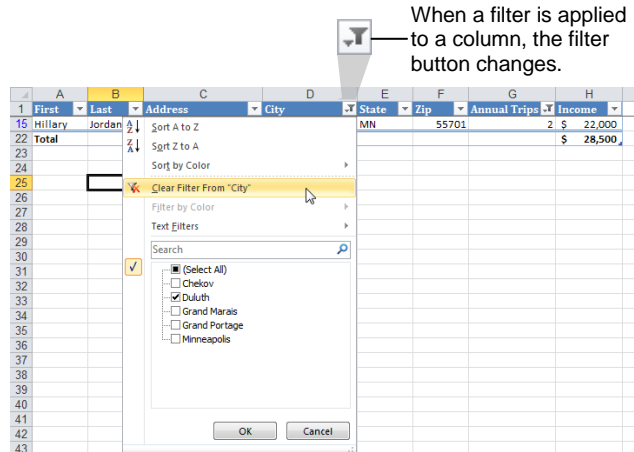 When a filter is applied
to a column, the filter
button changes.
A B C D E F G H
1 First Last Address City State Zip Annual Trips Income
15 Hillary Jordan MN 55701 2 $ 22,000
22 Total $ 28,500
23
24
25
26
27
28
29
30
31
32
33
34
35
36
37
38
39
40
41
42
43
Sort A to Z
Sort Z to A
Sort by Color
Clear Filter From "City"
Filter by Color
Text Filters
Search
(Select All)
Chekov
Duluth
Grand Marais
Grand Portage
Minneapolis
OK Cancel